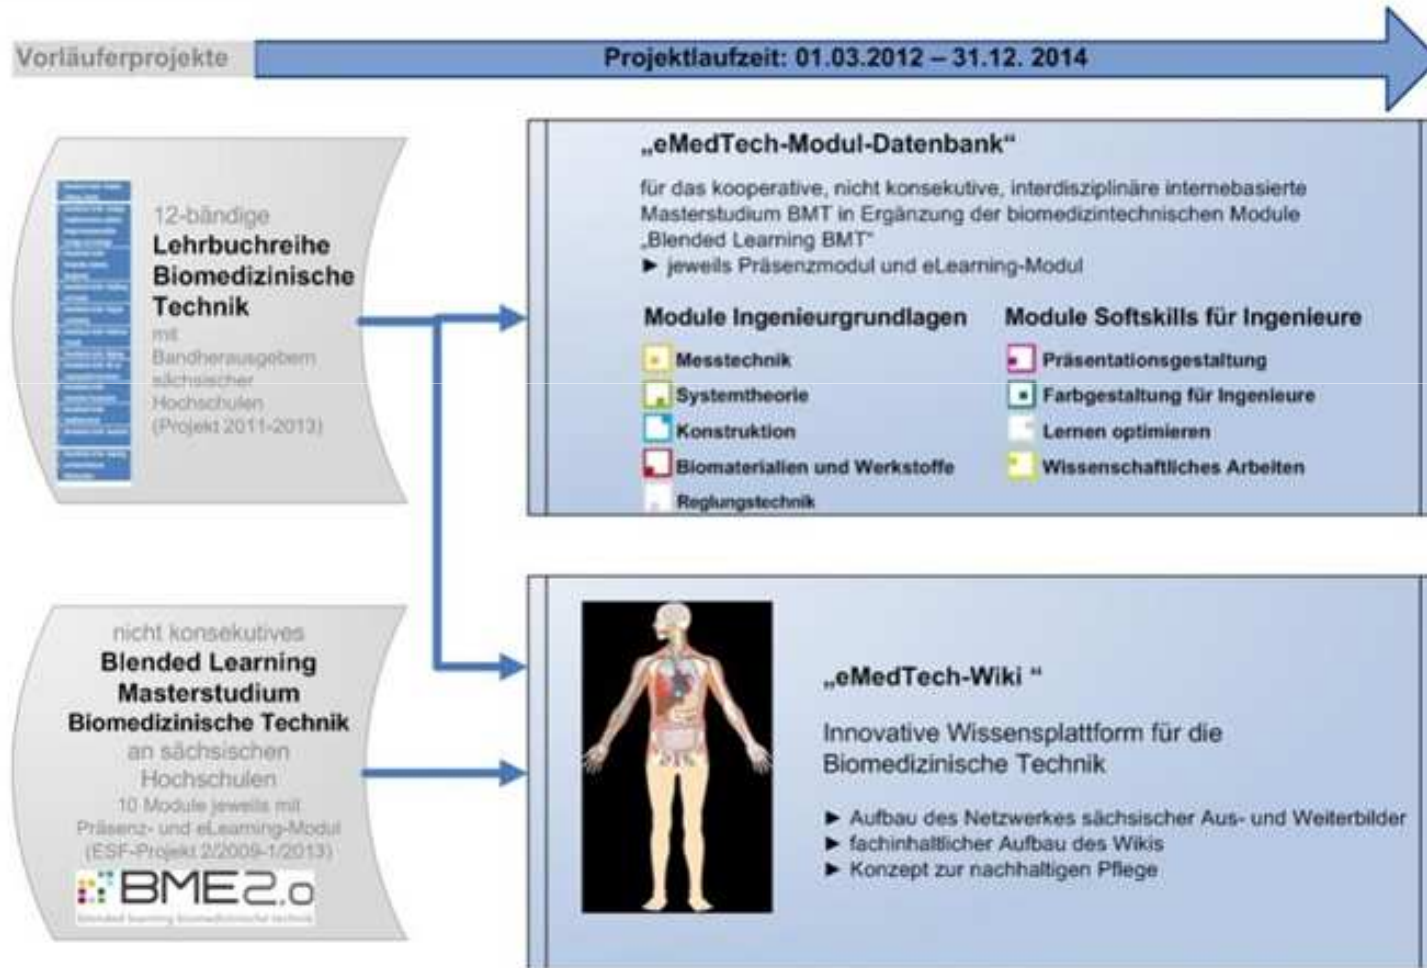 Vorläuferprojekte
Projektlaufzeit: 01.03.2012 – 31.12. 2014
12-bändige
Lehrbuchreihe
Biomedizinische
Technik
mit
Bandherausgebern
sächsischer
Hochschulen
(Projekt 2011-2013)
„eMedTech-Modul-Datenbank“
für das kooperative, nicht konsekutive, interdisziplinäre internebasierte
Masterstudium BMT in Ergänzung der biomedizintechnischen Module
„Blended Learning BMT“
► jeweils Präsenzmodul und eLearning-Modul
Module Ingenieurgrundlagen
Messtechnik
Systemtheorie
Konstruktion
Biomaterialien und Werkstoffe
Reglungstechnik
Module Softskills für Ingenieure
Präsentationsgestaltung
Farbgestaltung für Ingenieure
Lernen optimieren
Wissenschaftliches Arbeiten
nicht konsekutives
Blended Learning
Masterstudium
Biomedizinische Technik
an sächsischen
Hochschulen
10 Module jeweils mit
Präsenz- und eLearning-Modul
(ESF-Projekt 2/2009-1/2013)
BME2.o
blended learning biomedizinische technik
„eMedTech-Wiki “
Innovative Wissensplattform für die
Biomedizinische Technik
► Aufbau des Netzwerkes sächsischer Aus- und Weiterbilder
► fachinhaltlicher Aufbau des Wikis
► Konzept zur nachhaltigen Pflege